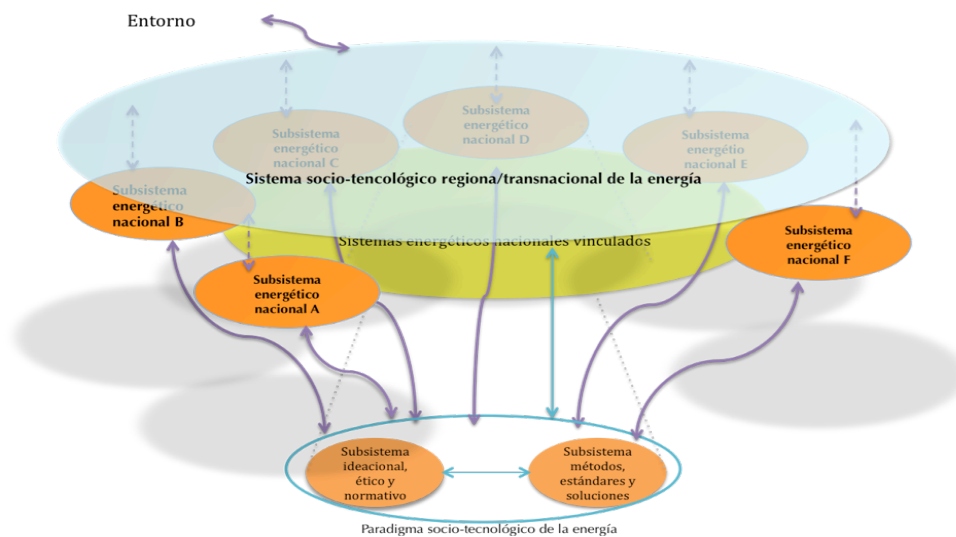 Entorno
Subsistema
energético
nacional D
Subsistema
energético
nacional C
Subsistema
energétio
nacional E
Sistema socio-tencológico regiona/transnacional de la energía
Subsistema
energético
nacional B
Sistemas energéticos nacionales vinculados
Subsistema
energético
nacional F
Subsistema
energético
nacional A
Subsistema
ideacional,
ético y
normativo
Subsistema
métodos,
estándares y
soluciones
Paradigma socio-tecnológico de la energía